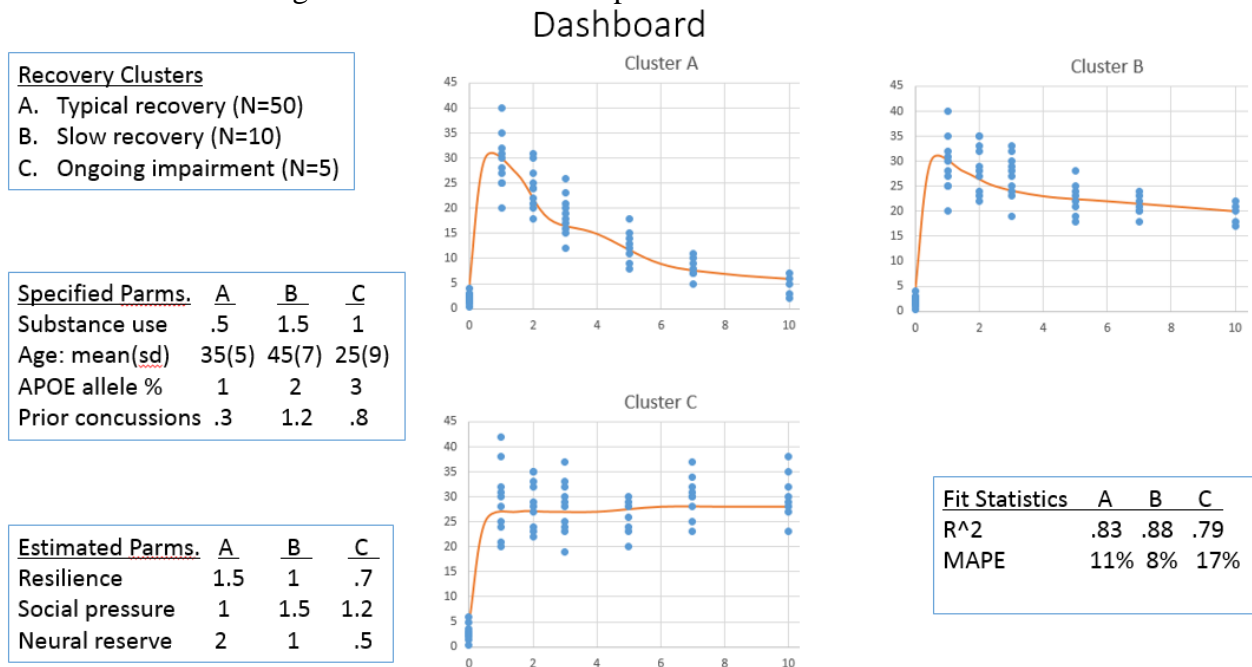 Dashboard
Recovery Clusters
A. Typical recovery (N=50)
B. Slow recovery (N=10)
C. Ongoing impairment (N=5)
Specified Parms. A B C
Substance use .5 1.5 1
Age: mean(sd) 35(5) 45(7) 25(9)
APOE allele % 1 2 3
Prior concussions .3 1.2 .8
Estimated Parms. A B C
Resilience 1.5 1 .7
Social pressure 1 1.5 1.2
Neural reserve 2 1 .5
Cluster A
45
40
35
30
25
20
15
10
5
0
0 2 4 6 8 10
Cluster B
45
40
35
30
25
20
15
10
5
0
0 2 4 6 8 10
Cluster C
45
40
35
30
25
20
15
10
5
0
0 2 4 6 8 10
Fit Statistics A B C
R^2 .83 .88 .79
MAPE 11% 8% 17%